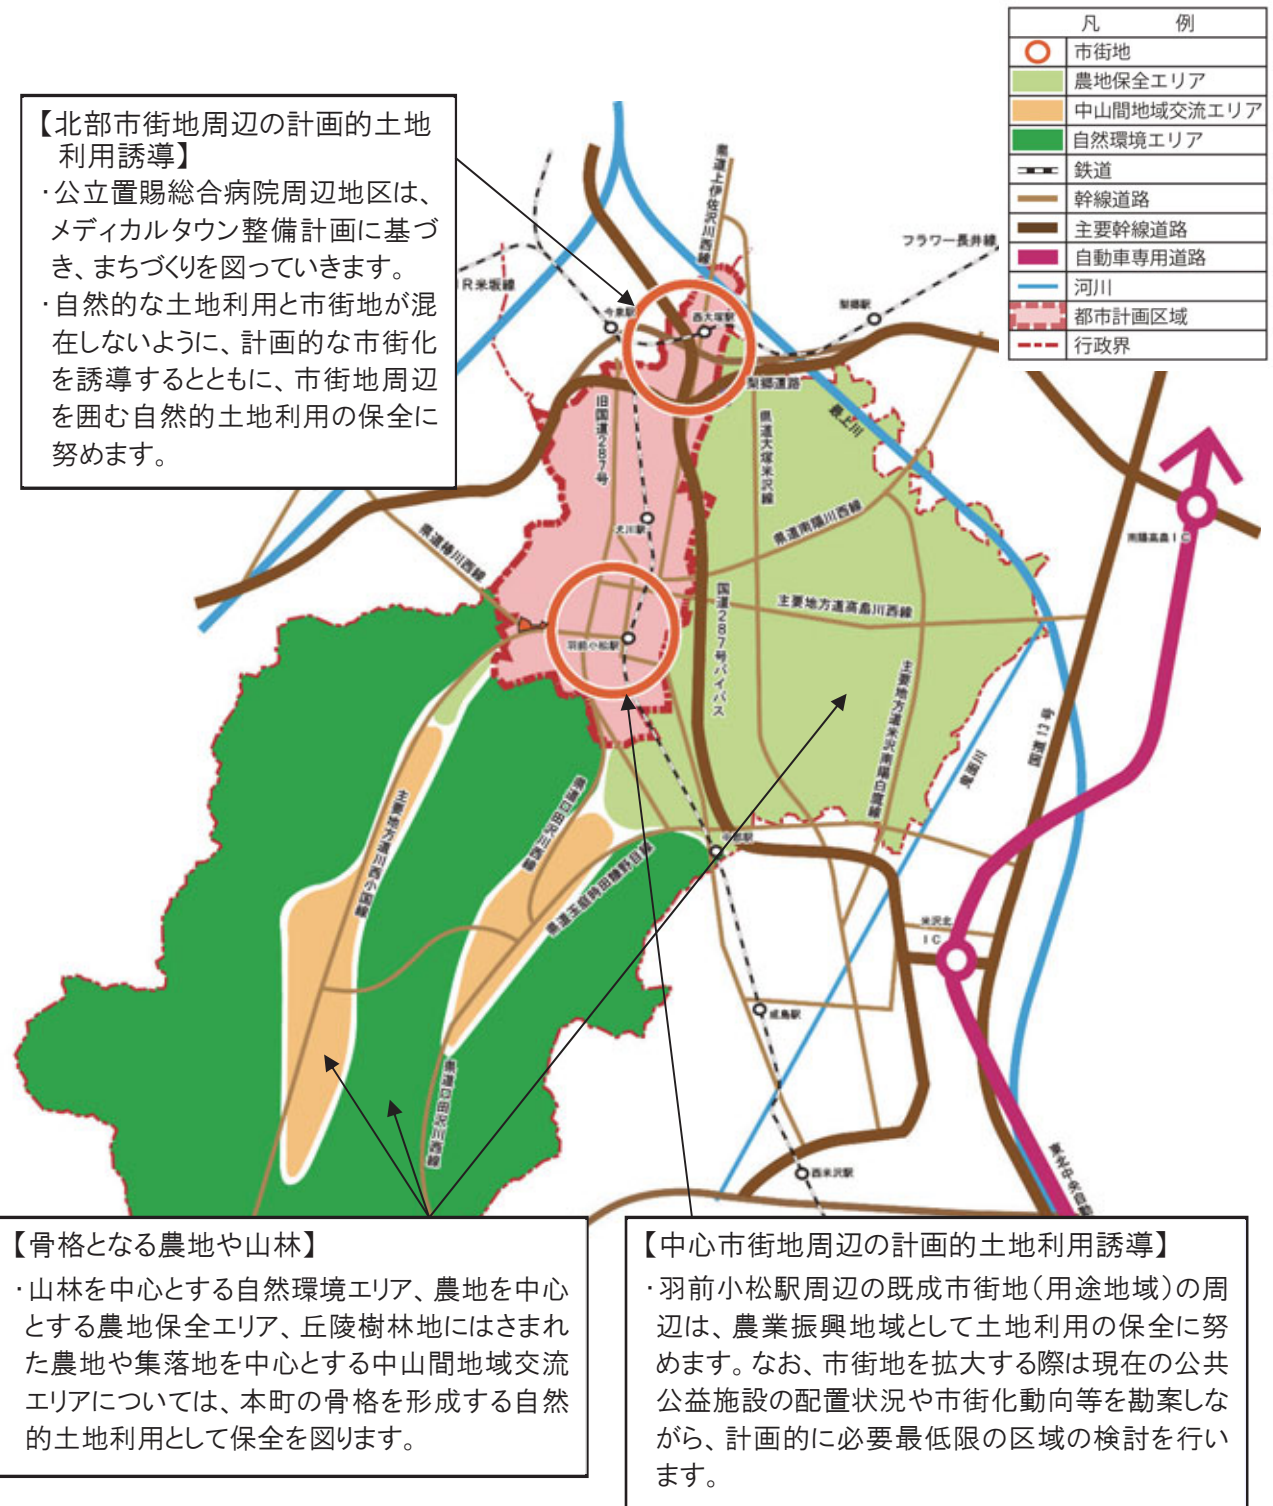 凡 例
市街地
農地保全エリア
中山間地域交流エリア
自然環境エリア
鉄道
幹線道路
主要幹線道路
自動車専用道路
河川
都市計画区域
行政界
【北部市街地周辺の計画的土地
利用誘導】
・公立置賜総合病院周辺地区は、
メディカルタウン整備計画に基づ
き、まちづくりを図っていきます。
・自然的な土地利用と市街地が混
在しないように、計画的な市街化
を誘導するとともに、市街地周辺
を囲む自然的土地利用の保全に
努めます。
県道上伊佐沢川西線
フラワー長井線
R米坂線
今泉駅
西大塚駅
梨郷駅
梨郷道路
最上川
旧国道287号
県道大塚米沢線
犬川駅
県道南陽川西線
南陽高畠IC
県道椿川西線
主要地方道高畠川西線
国道287号バイパス
羽前小松駅
主要地方道米沢南陽白鷹線
国道13号
鬼面川
主要地方道川西小国線
県道口田沢川西線
県道玉庭時田糠野目線
中郡駅
米沢北
IC
成島駅
県道口田沢川西線
西米沢駅
東北中央自動
【骨格となる農地や山林】
・山林を中心とする自然環境エリア、農地を中心
とする農地保全エリア、丘陵樹林地にはさまれ
た農地や集落地を中心とする中山間地域交流
エリアについては、本町の骨格を形成する自然
的土地利用として保全を図ります。
【中心市街地周辺の計画的土地利用誘導】
・羽前小松駅周辺の既成市街地(用途地域)の周
辺は、農業振興地域として土地利用の保全に努
めます。なお、市街地を拡大する際は現在の公共
公益施設の配置状況や市街化動向等を勘案しな
がら、計画的に必要最低限の区域の検討を行い
ます。